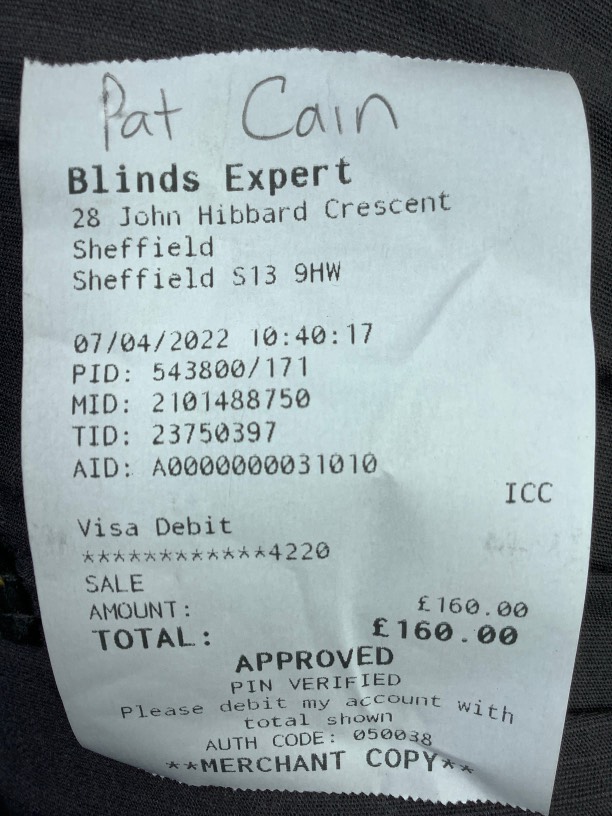 Pat Cain
Blinds Expert
28 John Hibbard Crescent
Sheffield
Sheffield S13 9HW
07/04/2022 10:40:17
PID: 543800/171
MID: 2101488750
TID: 23750397
AID: A0000000031010
ICC
Visa Debit
************4220
SALE
AMOUNT: £160.00
TOTAL: £160.00
APPROVED
PIN VERIFIED
Please debit my account with
total shown
AUTH CODE: 050038
**MERCHANT COPY**